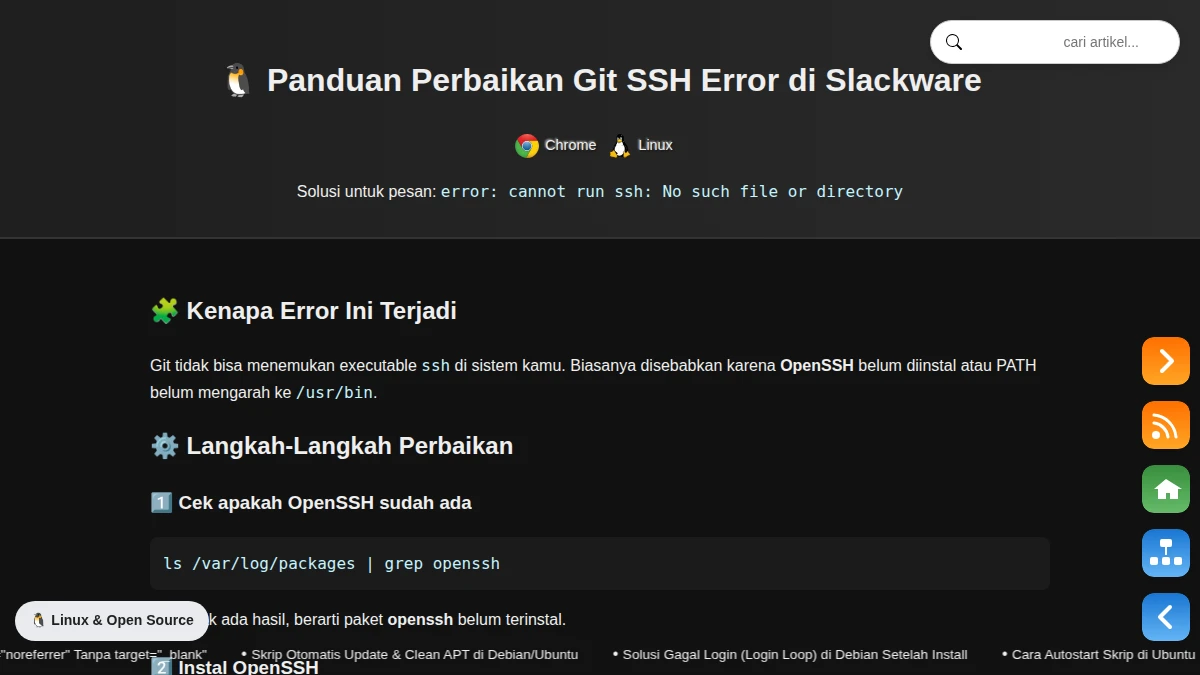 cari artikel...
Panduan Perbaikan Git SSH Error di Slackware
Chrome Linux
Solusi untuk pesan: error: cannot run ssh: No such file or directory
Kenapa Error Ini Terjadi
Git tidak bisa menemukan executable ssh di sistem kamu. Biasanya disebabkan karena OpenSSH belum diinstal atau PATH
belum mengarah ke /usr/bin.
Langkah-Langkah Perbaikan
1 Cek apakah OpenSSH sudah ada
ls /var/log/packages | grep openssh
Linux & Open Source
k ada hasil, berarti paket openssh belum terinstal.
="noreferrer" Tanpa target="_blank" • Skrip Otomatis Update & Clean APT di Debian/Ubuntu • Solusi Gagal Login (Login Loop) di Debian Setelah Install • Cara Autostart Skrip di Ubuntu
2 Instal OpenSSH